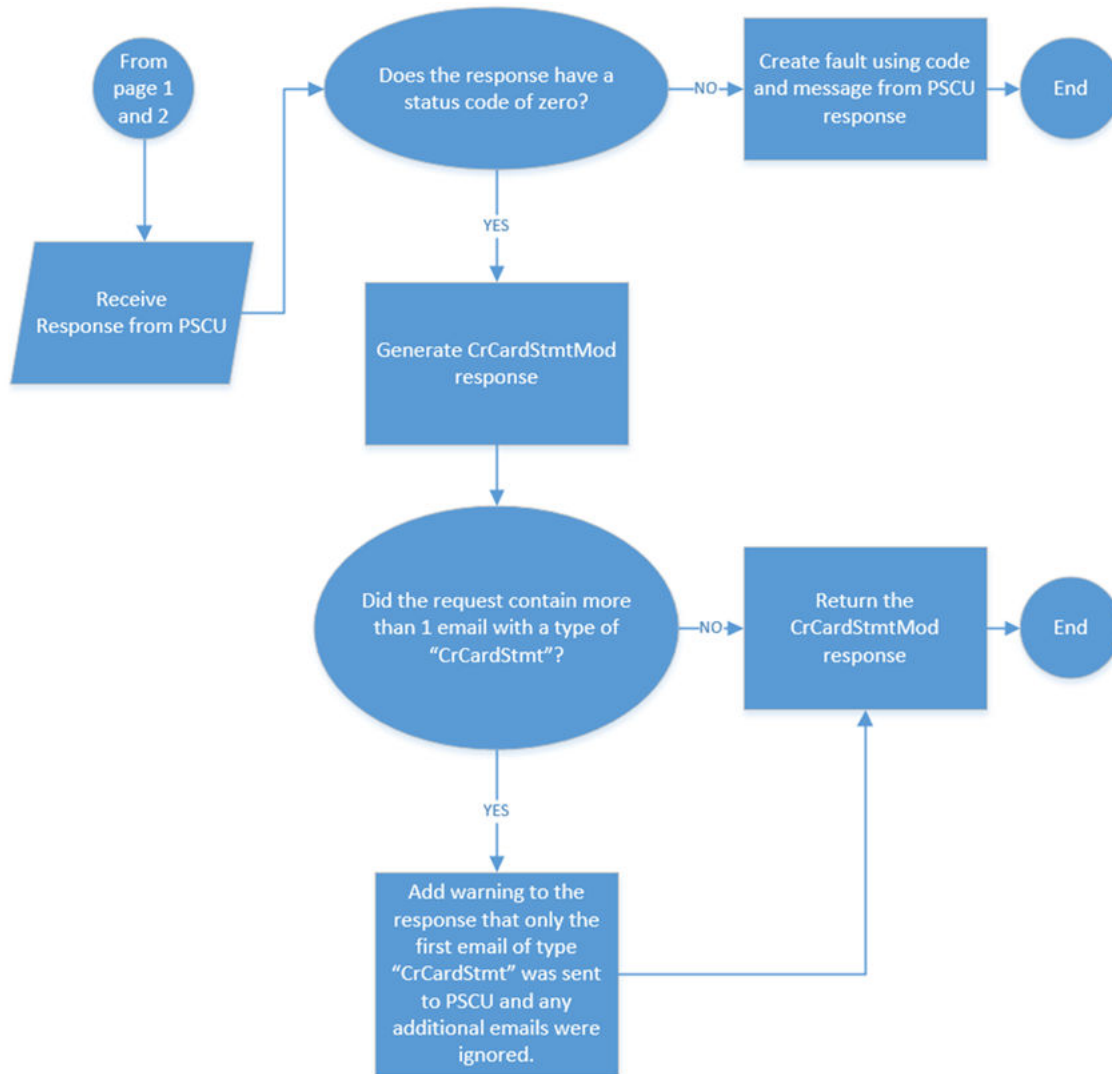 From
page 1
and 2
Receive
Response from PSCU
Does the response have a
status code of zero?
NO
Create fault using code
and message from PSCU
response
End
YES
Generate CrCardStmtMod
response
Did the request contain more
than 1 email with a type of
“CrCardStmt”?
NO
Return the
CrCardStmtMod
response
End
YES
Add warning to the
response that only the
first email of type
“CrCardStmt” was sent
to PSCU and any
additional emails were
ignored.